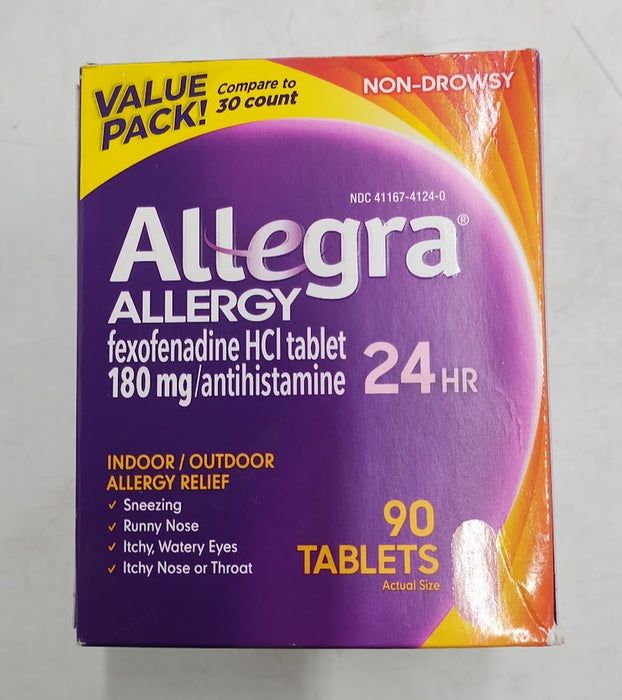 VALUE PACK!
Compare to
30 count
NON-DROWSY
NDC 41167-4124-0
Allegra®
ALLERGY
fexofenadine HCl tablet
180 mg/antihistamine
24 HR
INDOOR / OUTDOOR
ALLERGY RELIEF
✓ Sneezing
✓ Runny Nose
✓ Itchy, Watery Eyes
✓ Itchy Nose or Throat
90
TABLETS
Actual Size